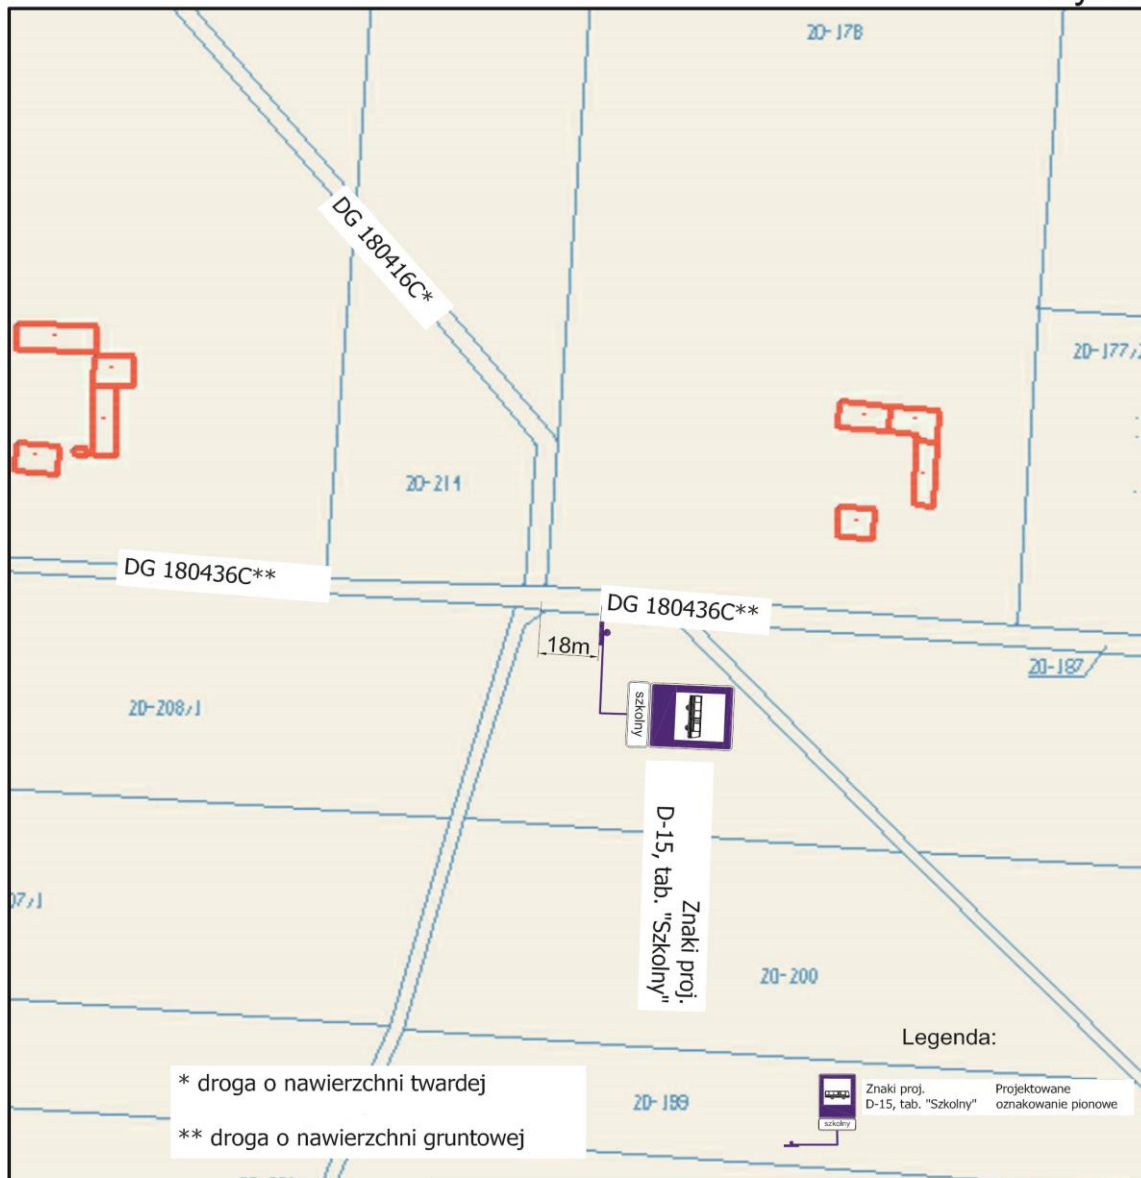 20-178
DG 180416C*
20-177/
20-214
DG 180436C**
DG 180436C**
18m
20-187
szkolny
20-208/1
Znaki proj.
D-15, tab. "Szkolny"
07/1
20-200
Legenda:
* droga o nawierzchni twardej
** droga o nawierzchni gruntowej
20-199
Znaki proj.
D-15, tab. "Szkolny"
Projektowane
oznakowanie pionowe
szkolny